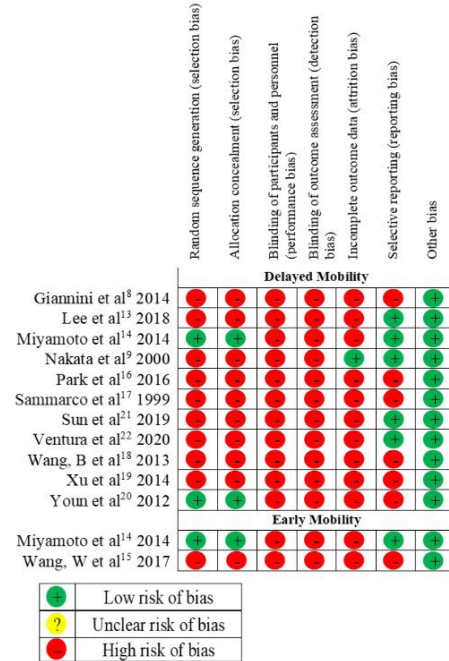 Random sequence generation (selection bias)
Allocation concealment (selection bias)
Blinding of participants and personnel
(performance bias)
Blinding of outcome assessment (detection
bias)
Incomplete outcome data (attrition bias)
Selective reporting (reporting bias)
Other bias
Delayed Mobility
Giannini et al⁸ 2014 - - - - - - +
Lee et al¹³ 2018 - - - - - + +
Miyamoto et al¹⁴ 2014 + + - - - + +
Nakata et al⁹ 2000 - - - - + + +
Park et al¹⁶ 2016 - - - - - - +
Sammarco et al¹⁷ 1999 - - - - - - +
Sun et al²¹ 2019 - - - - - + +
Ventura et al²² 2020 - - - - - + +
Wang, B et al¹⁸ 2013 - - - - - - +
Xu et al¹⁹ 2014 - - - - - - +
Youn et al²⁰ 2012 + + - - - - +
Early Mobility
Miyamoto et al¹⁴ 2014 + + - - - + +
Wang, W et al¹⁵ 2017 - - - - - - +
+ Low risk of bias
? Unclear risk of bias
- High risk of bias